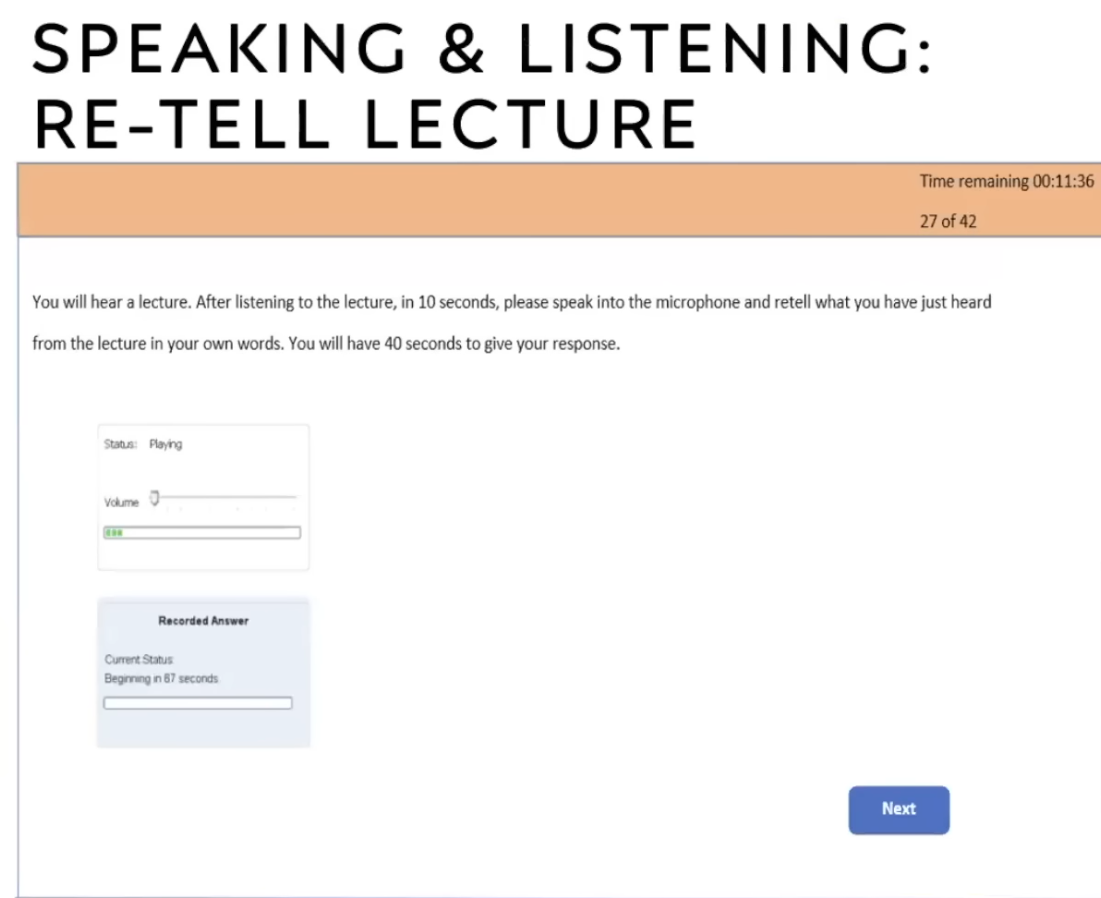 SPEAKING & LISTENING:
RE-TELL LECTURE
Time remaining 00:11:36
27 of 42
You will hear a lecture. After listening to the lecture, in 10 seconds, please speak into the microphone and retell what you have just heard
from the lecture in your own words. You will have 40 seconds to give your response.
Status: Playing
Volume
Recorded Answer
Current Status
Beginning in 67 seconds
Next